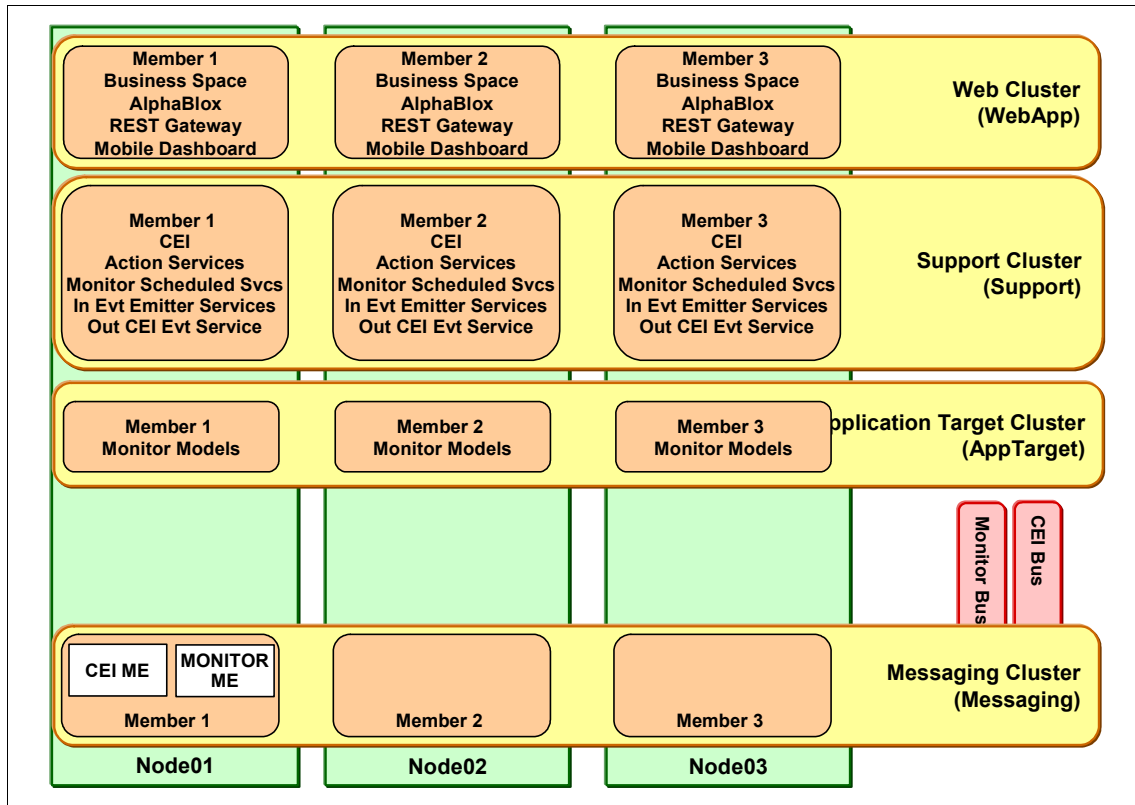 Member 1
Business Space
AlphaBlox
REST Gateway
Mobile Dashboard
Member 2
Business Space
AlphaBlox
REST Gateway
Mobile Dashboard
Member 3
Business Space
AlphaBlox
REST Gateway
Mobile Dashboard
Web Cluster
(WebApp)
Member 1
CEI
Action Services
Monitor Scheduled Svcs
In Evt Emitter Services
Out CEI Evt Service
Member 2
CEI
Action Services
Monitor Scheduled Svcs
In Evt Emitter Services
Out CEI Evt Service
Member 3
CEI
Action Services
Monitor Scheduled Svcs
In Evt Emitter Services
Out CEI Evt Service
Support Cluster
(Support)
Member 1
Monitor Models
Member 2
Monitor Models
Member 3
Monitor Models
pplication Target Cluster
(AppTarget)
Monitor Bus
CEI Bus
CEI ME
MONITOR
ME
Member 1
Member 2
Member 3
Messaging Cluster
(Messaging)
Node01
Node02
Node03